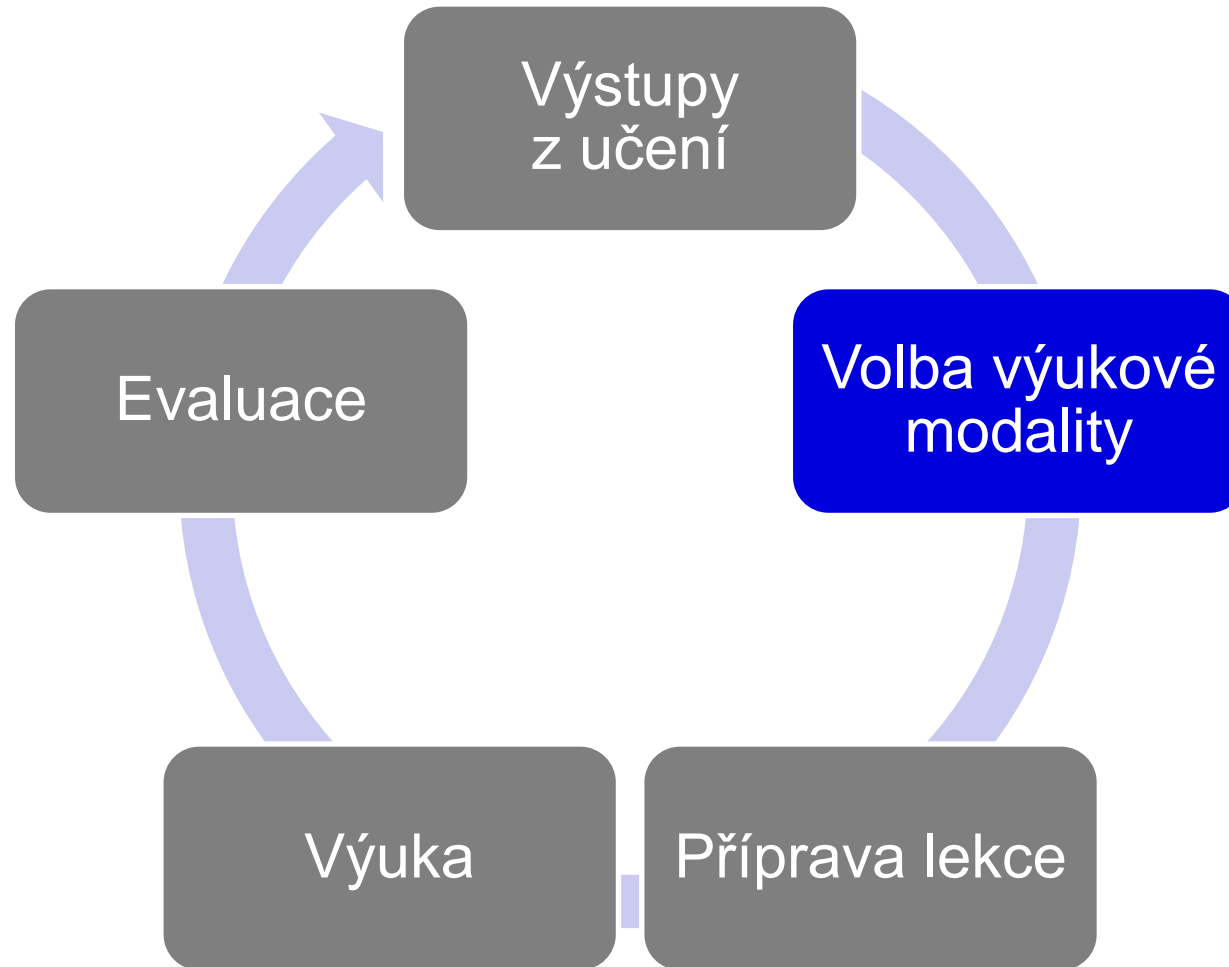 Výstupy
z učení
Volba výukové
modality
Příprava lekce
Výuka
Evaluace